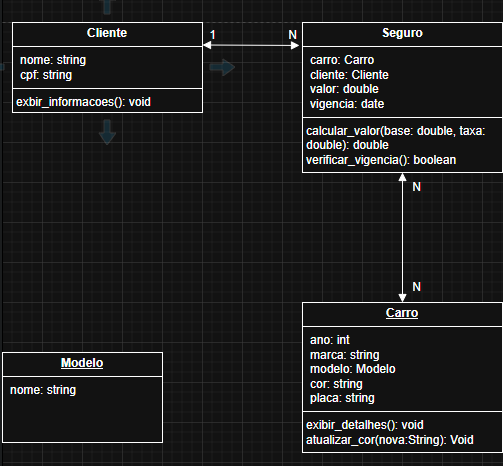 Cliente
nome: string
cpf: string
exbir_informacoes(): void
1
N
Seguro
carro: Carro
cliente: Cliente
valor: double
vigencia: date
calcular_valor(base: double, taxa:
double): double
verificar_vigencia(): boolean
N
N
Carro
ano: int
marca: string
modelo: Modelo
cor: string
placa: string
exibir_detalhes(): void
atualizar_cor(nova:String): Void
Modelo
nome: string